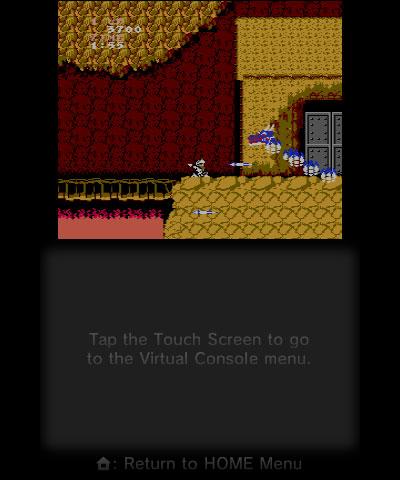 3700
1:55
Tap the Touch Screen to go
to the Virtual Console menu.
: Return to HOME Menu